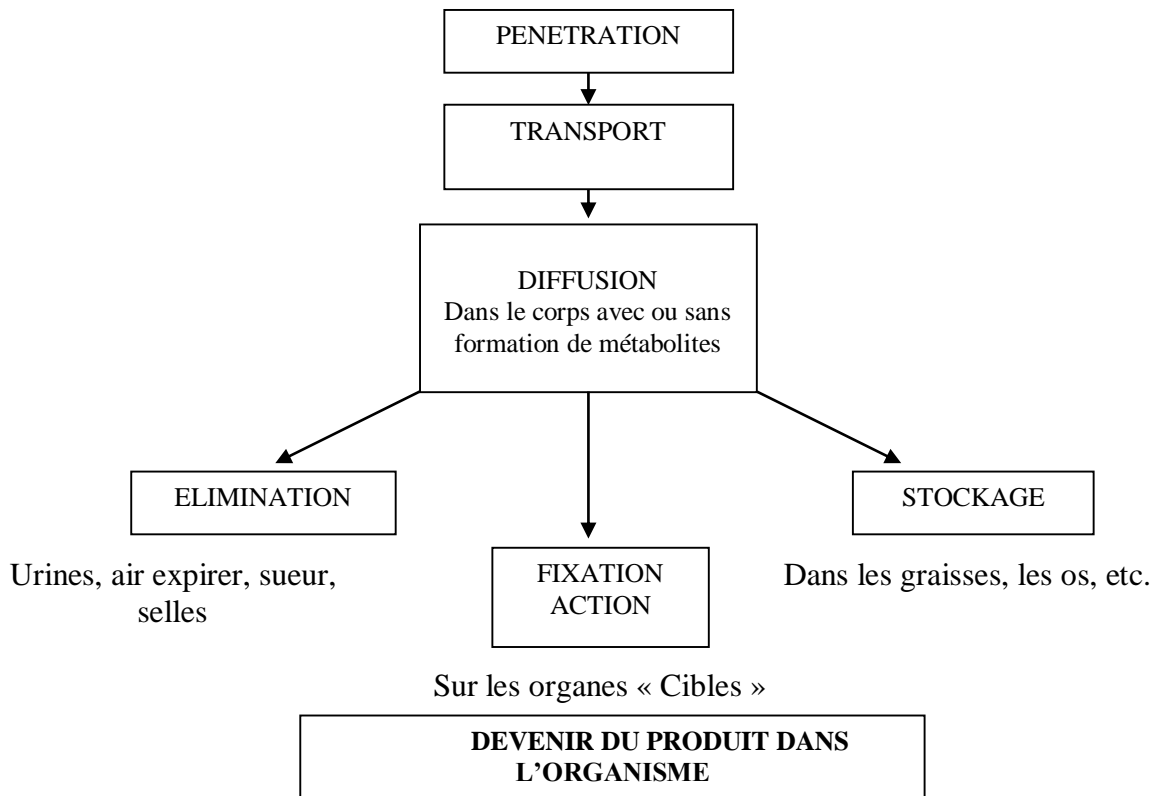 PENETRATION
TRANSPORT
DIFFUSION
Dans le corps avec ou sans
formation de métabolites
ELIMINATION
STOCKAGE
Urines, air expirer, sueur,
selles
FIXATION
ACTION
Dans les graisses, les os, etc.
Sur les organes « Cibles »
DEVENIR DU PRODUIT DANS
L’ORGANISME